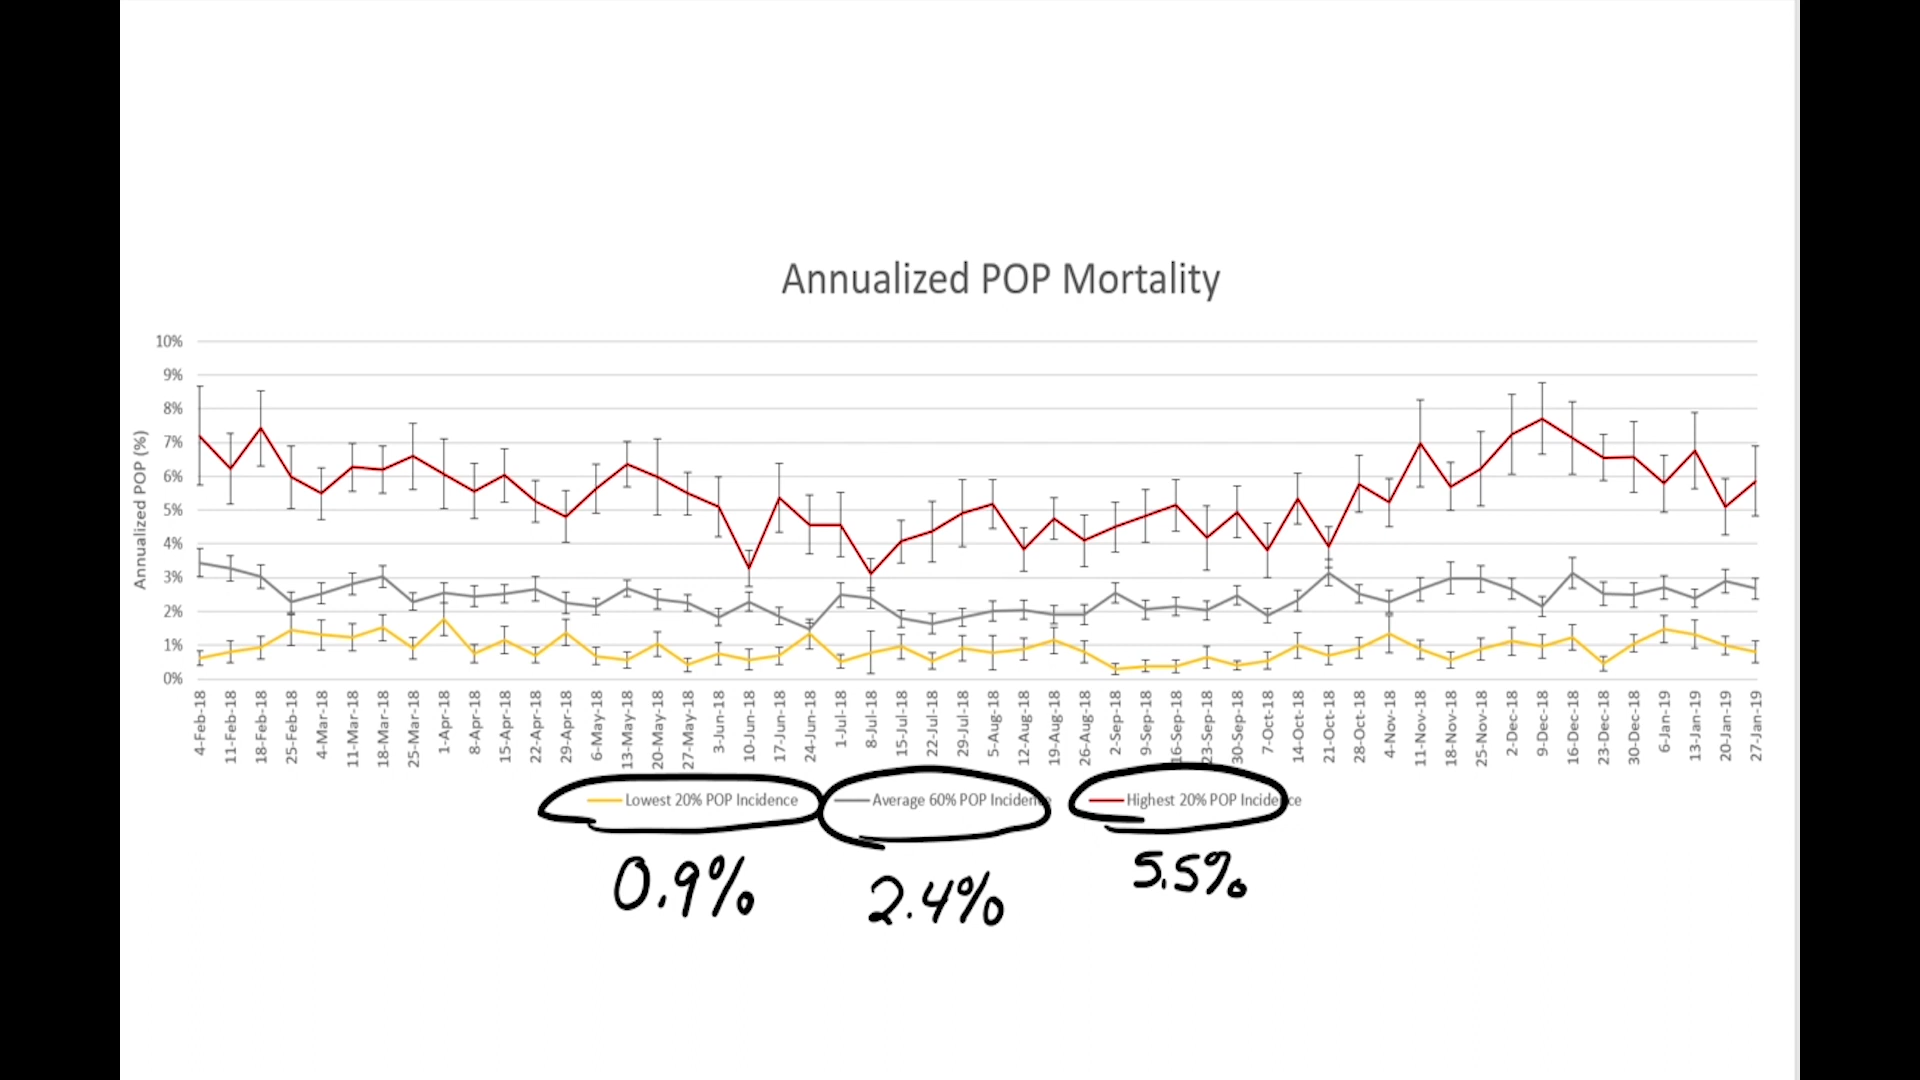 Annualized POP Mortality
10%
9%
8%
7%
6%
5%
4%
3%
2%
1%
0%
Annualized POP (%)
4-Feb-18
11-Feb-18
18-Feb-18
25-Feb-18
4-Mar-18
11-Mar-18
18-Mar-18
25-Mar-18
1-Apr-18
8-Apr-18
15-Apr-18
22-Apr-18
29-Apr-18
6-May-18
13-May-18
20-May-18
27-May-18
3-Jun-18
10-Jun-18
17-Jun-18
24-Jun-18
1-Jul-18
8-Jul-18
15-Jul-18
22-Jul-18
29-Jul-18
5-Aug-18
12-Aug-18
19-Aug-18
26-Aug-18
2-Sep-18
9-Sep-18
16-Sep-18
23-Sep-18
30-Sep-18
7-Oct-18
14-Oct-18
21-Oct-18
28-Oct-18
4-Nov-18
11-Nov-18
18-Nov-18
25-Nov-18
2-Dec-18
9-Dec-18
16-Dec-18
23-Dec-18
30-Dec-18
6-Jan-19
13-Jan-19
20-Jan-19
27-Jan-19
Lowest 20% POP Incidence
Average 60% POP Incidence
Highest 20% POP Incidence
0.9%
2.4%
5.5%